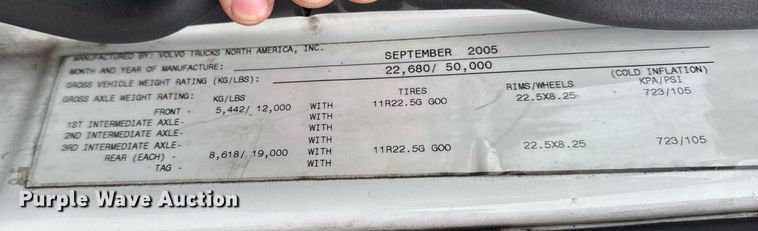 MANUFACTURED BY: VOLVO TRUCKS NORTH AMERICA, INC.
MONTH AND YEAR OF MANUFACTURE: SEPTEMBER 2005
GROSS VEHICLE WEIGHT RATING (KG/LBS): 22,680/ 50,000
GROSS AXLE WEIGHT RATING: KG/LBS TIRES RIMS/WHEELS (COLD INFLATION) KPA/PSI
FRONT - 5,442/ 12,000 WITH 11R22.5G GOO 22.5X8.25 723/105
1ST INTERMEDIATE AXLE- WITH
2ND INTERMEDIATE AXLE- WITH
3RD INTERMEDIATE AXLE- WITH
REAR (EACH) - 8,618/ 19,000 WITH 11R22.5G GOO 22.5X8.25 723/105
TAG - WITH
Purple Wave Auction